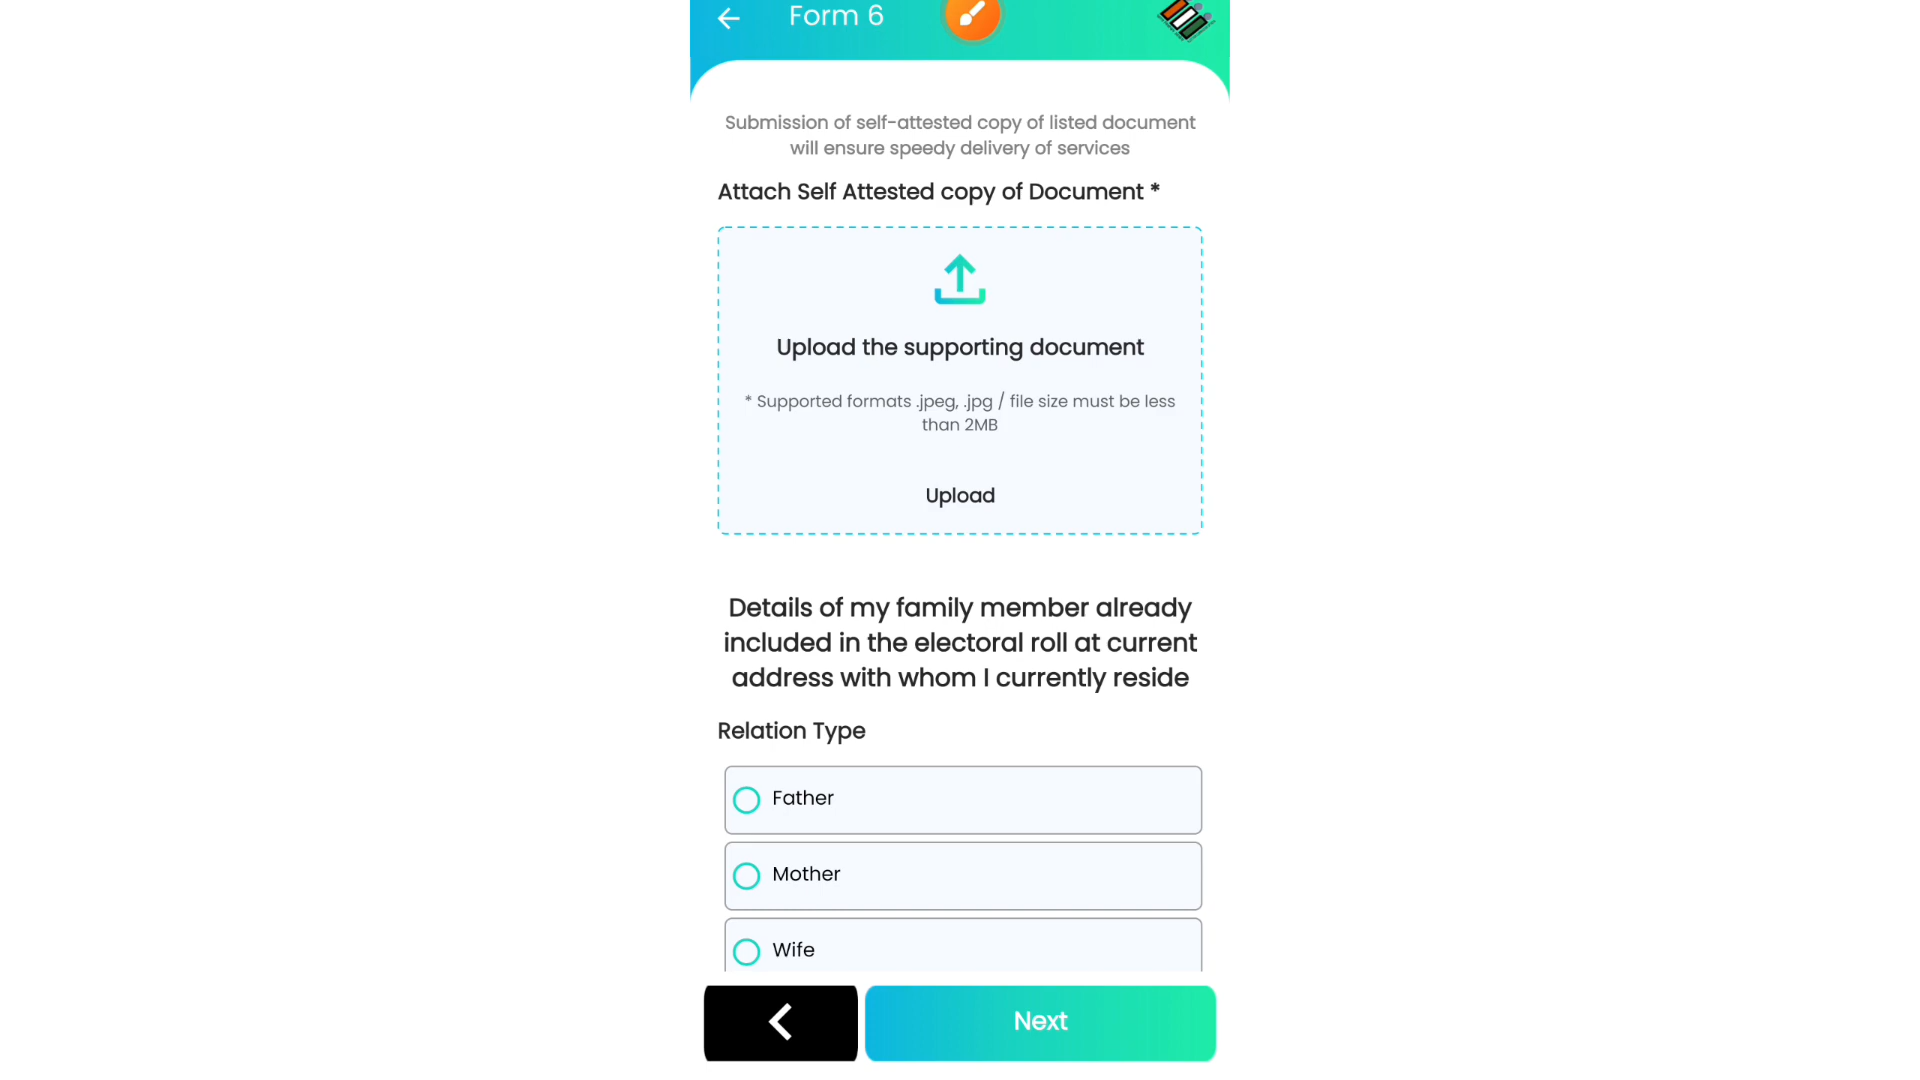 Form 6
Submission of self-attested copy of listed document
will ensure speedy delivery of services
Attach Self Attested copy of Document *
Upload the supporting document
* Supported formats .jpeg, .jpg / file size must be less
than 2MB
Upload
Details of my family member already
included in the electoral roll at current
address with whom I currently reside
Relation Type
Father
Mother
Wife
Next